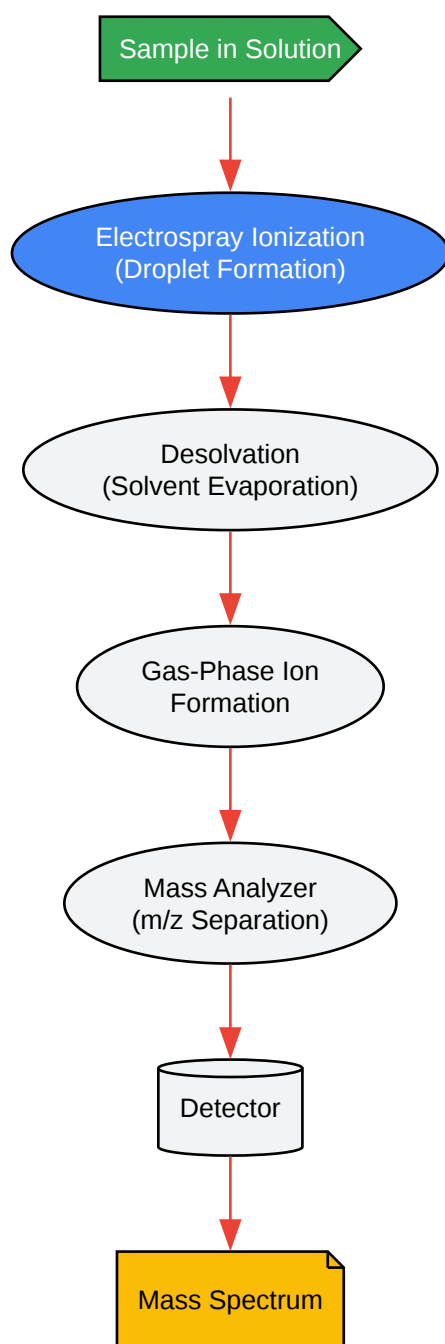 Sample in Solution
Electrospray Ionization
(Droplet Formation)
Desolvation
(Solvent Evaporation)
Gas-Phase Ion
Formation
Mass Analyzer
(m/z Separation)
Detector
Mass Spectrum